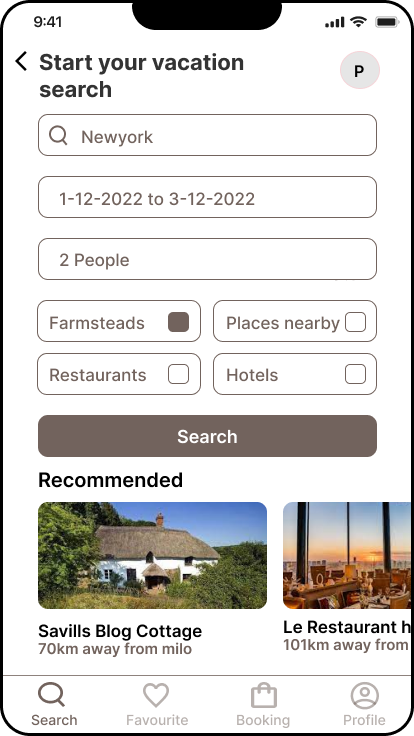 9:41
Start your vacation
search
P
Newyork
1-12-2022 to 3-12-2022
2 People
Farmsteads
Places nearby
Restaurants
Hotels
Search
Recommended
Savills Blog Cottage
70km away from milo
Le Restaurant h
101km away from
Search
Favourite
Booking
Profile